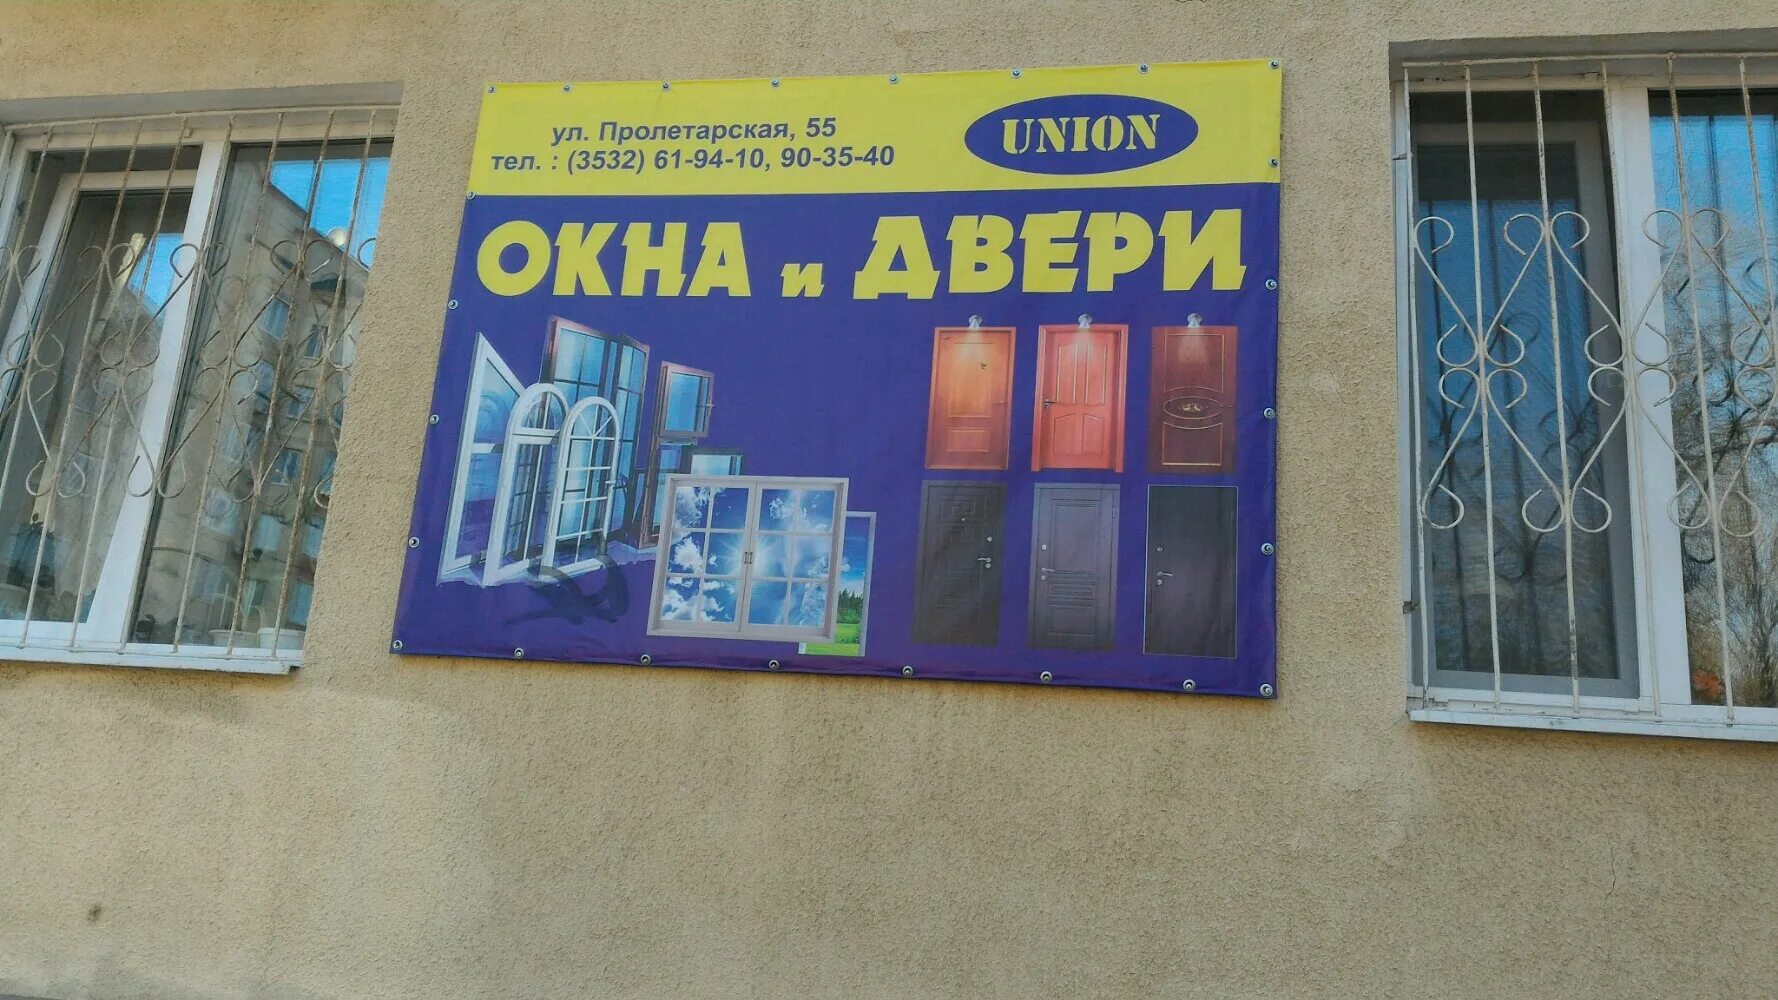 ул. Пролетарская, 55
тел. : (3532) 61-94-10, 90-35-40
UNION
ОКНА и ДВЕРИ